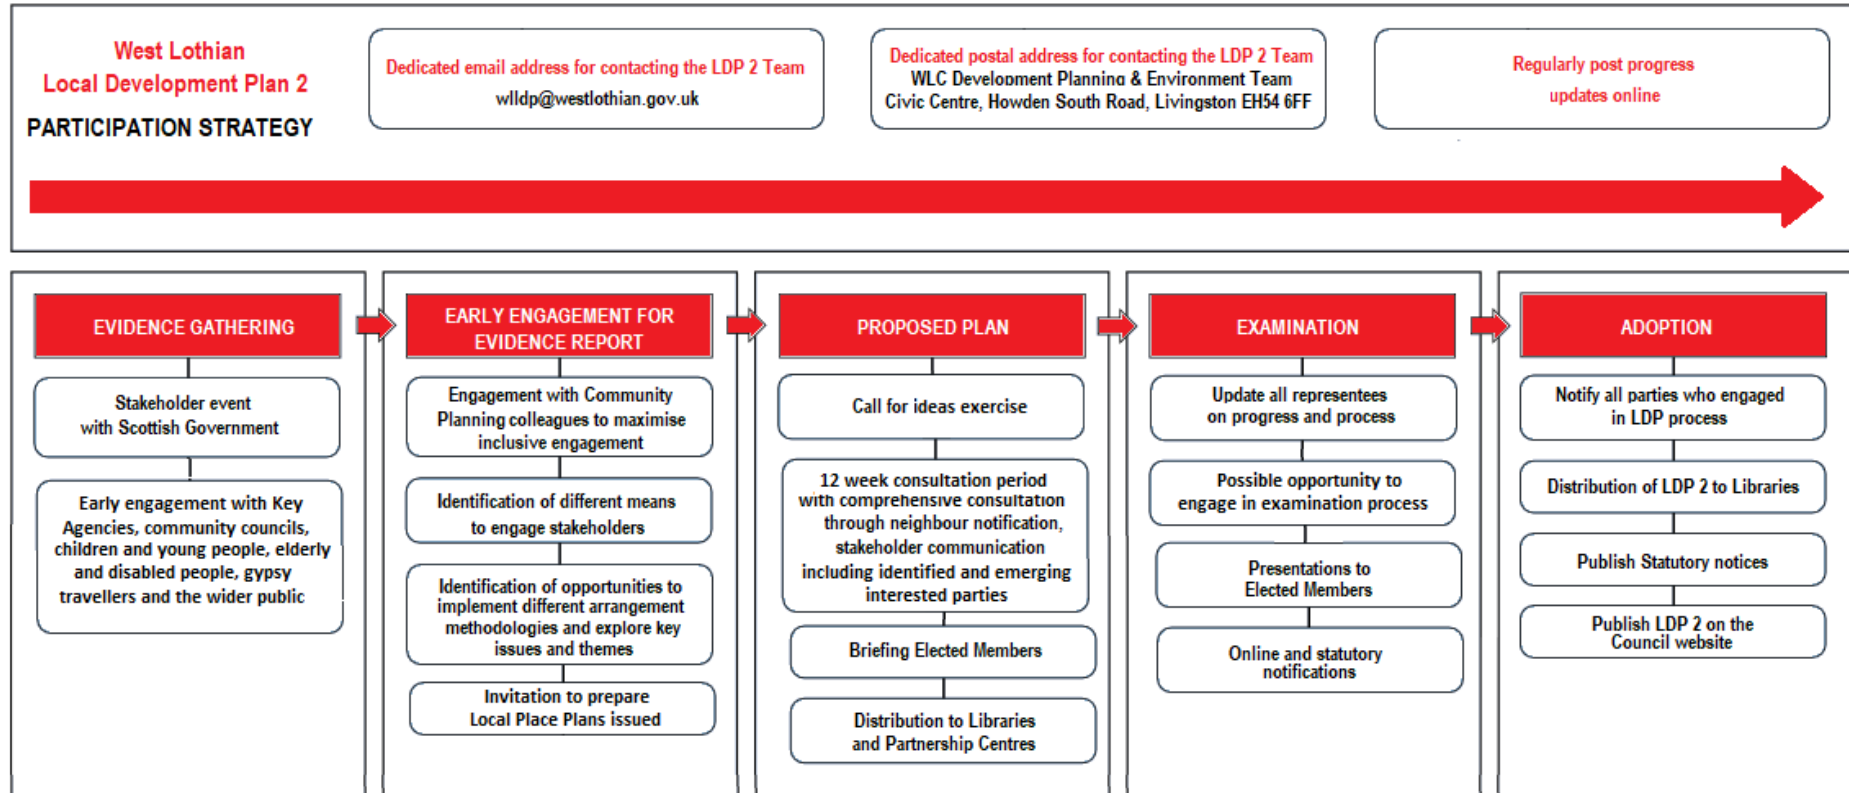 West Lothian
Local Development Plan 2
PARTICIPATION STRATEGY
Dedicated email address for contacting the LDP 2 Team
wlldp@westlothian.gov.uk
Dedicated postal address for contacting the LDP 2 Team
WLC Development Planning & Environment Team
Civic Centre, Howden South Road, Livingston EH54 6FF
Regularly post progress
updates online
EVIDENCE GATHERING
Stakeholder event
with Scottish Government
Early engagement with Key
Agencies, community councils,
children and young people, elderly
and disabled people, gypsy
travellers and the wider public
EARLY ENGAGEMENT FOR
EVIDENCE REPORT
Engagement with Community
Planning colleagues to maximise
inclusive engagement
Identification of different means
to engage stakeholders
Identification of opportunities to
implement different arrangement
methodologies and explore key
issues and themes
Invitation to prepare
Local Place Plans issued
PROPOSED PLAN
Call for ideas exercise
12 week consultation period
with comprehensive consultation
through neighbour notification,
stakeholder communication
including identified and emerging
interested parties
Briefing Elected Members
Distribution to Libraries
and Partnership Centres
EXAMINATION
Update all representees
on progress and process
Possible opportunity to
engage in examination process
Presentations to
Elected Members
Online and statutory
notifications
ADOPTION
Notify all parties who engaged
in LDP process
Distribution of LDP 2 to Libraries
Publish Statutory notices
Publish LDP 2 on the
Council website